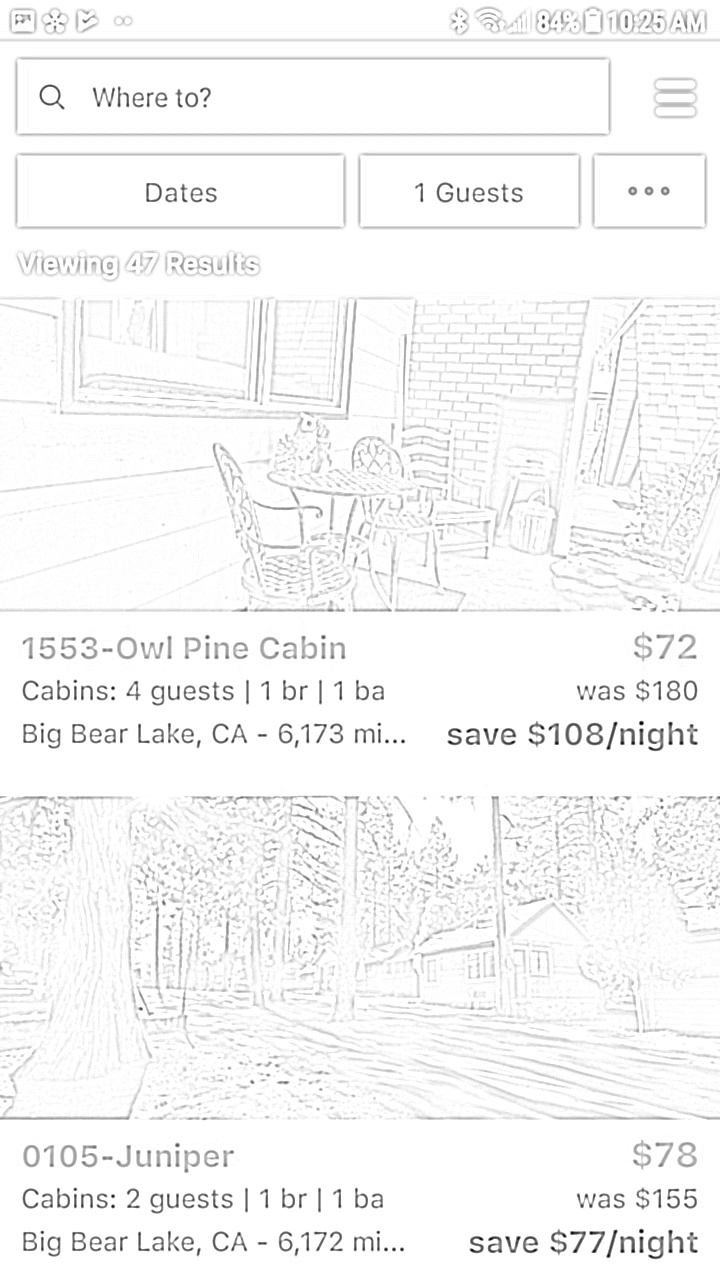 84% 10:25 AM
Where to?
Dates 1 Guests
Viewing 47 Results
1553-Owl Pine Cabin $72
Cabins: 4 guests | 1 br | 1 ba was $180
Big Bear Lake, CA - 6,173 mi... save $108/night
0105-Juniper $78
Cabins: 2 guests | 1 br | 1 ba was $155
Big Bear Lake, CA - 6,172 mi... save $77/night